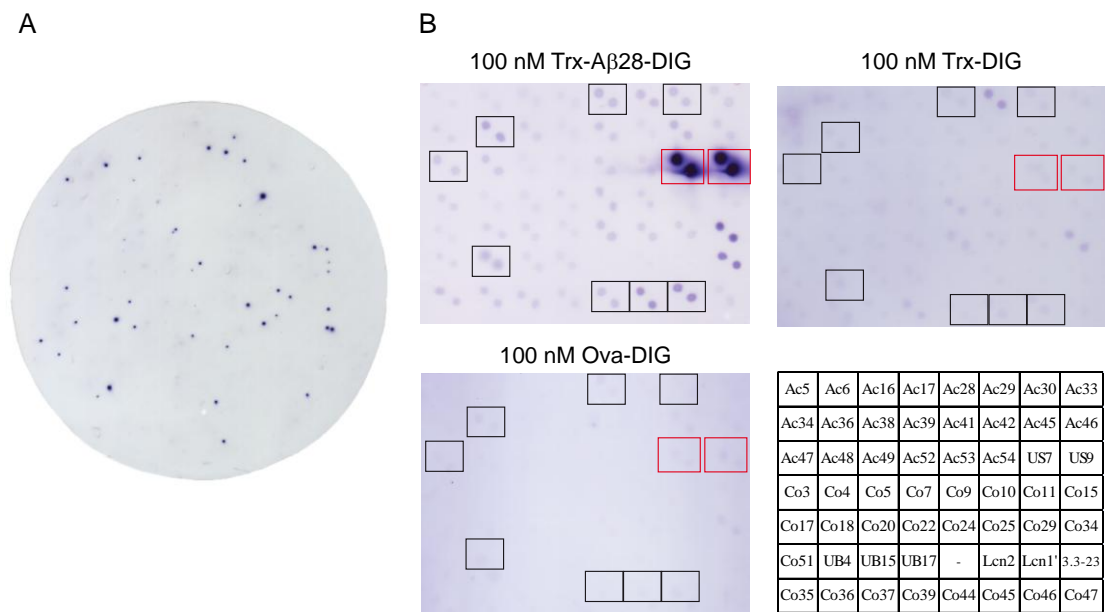 A
B
100 nM Trx-Aβ28-DIG
100 nM Trx-DIG
100 nM Ova-DIG
Ac5 Ac6 Ac16 Ac17 Ac28 Ac29 Ac30 Ac33
Ac34 Ac36 Ac38 Ac39 Ac41 Ac42 Ac45 Ac46
Ac47 Ac48 Ac49 Ac52 Ac53 Ac54 US7 US9
Co3 Co4 Co5 Co7 Co9 Co10 Co11 Co15
Co17 Co18 Co20 Co22 Co24 Co25 Co29 Co34
Co51 UB4 UB15 UB17 - Lcn2 Lcn1' 3.3-23
Co35 Co36 Co37 Co39 Co44 Co45 Co46 Co47